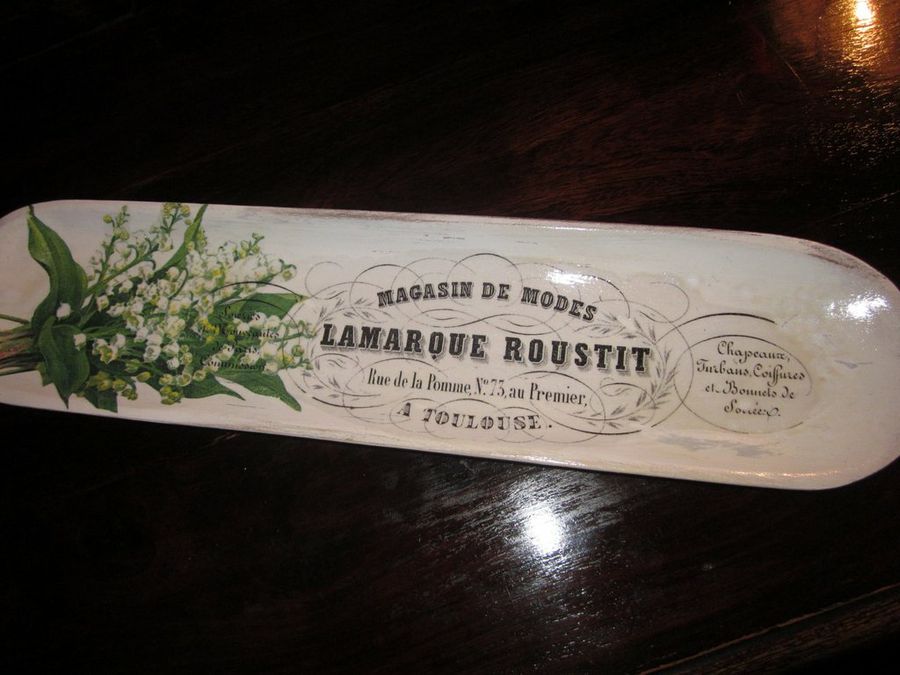 MAGASIN DE MODES
LAMARQUE ROUSTIT
Rue de la Pomme, N.º 73, au Premier,
A TOULOUSE.
Chapeaux,
Turbans, Coiffures
et Bonnets de
Soirée